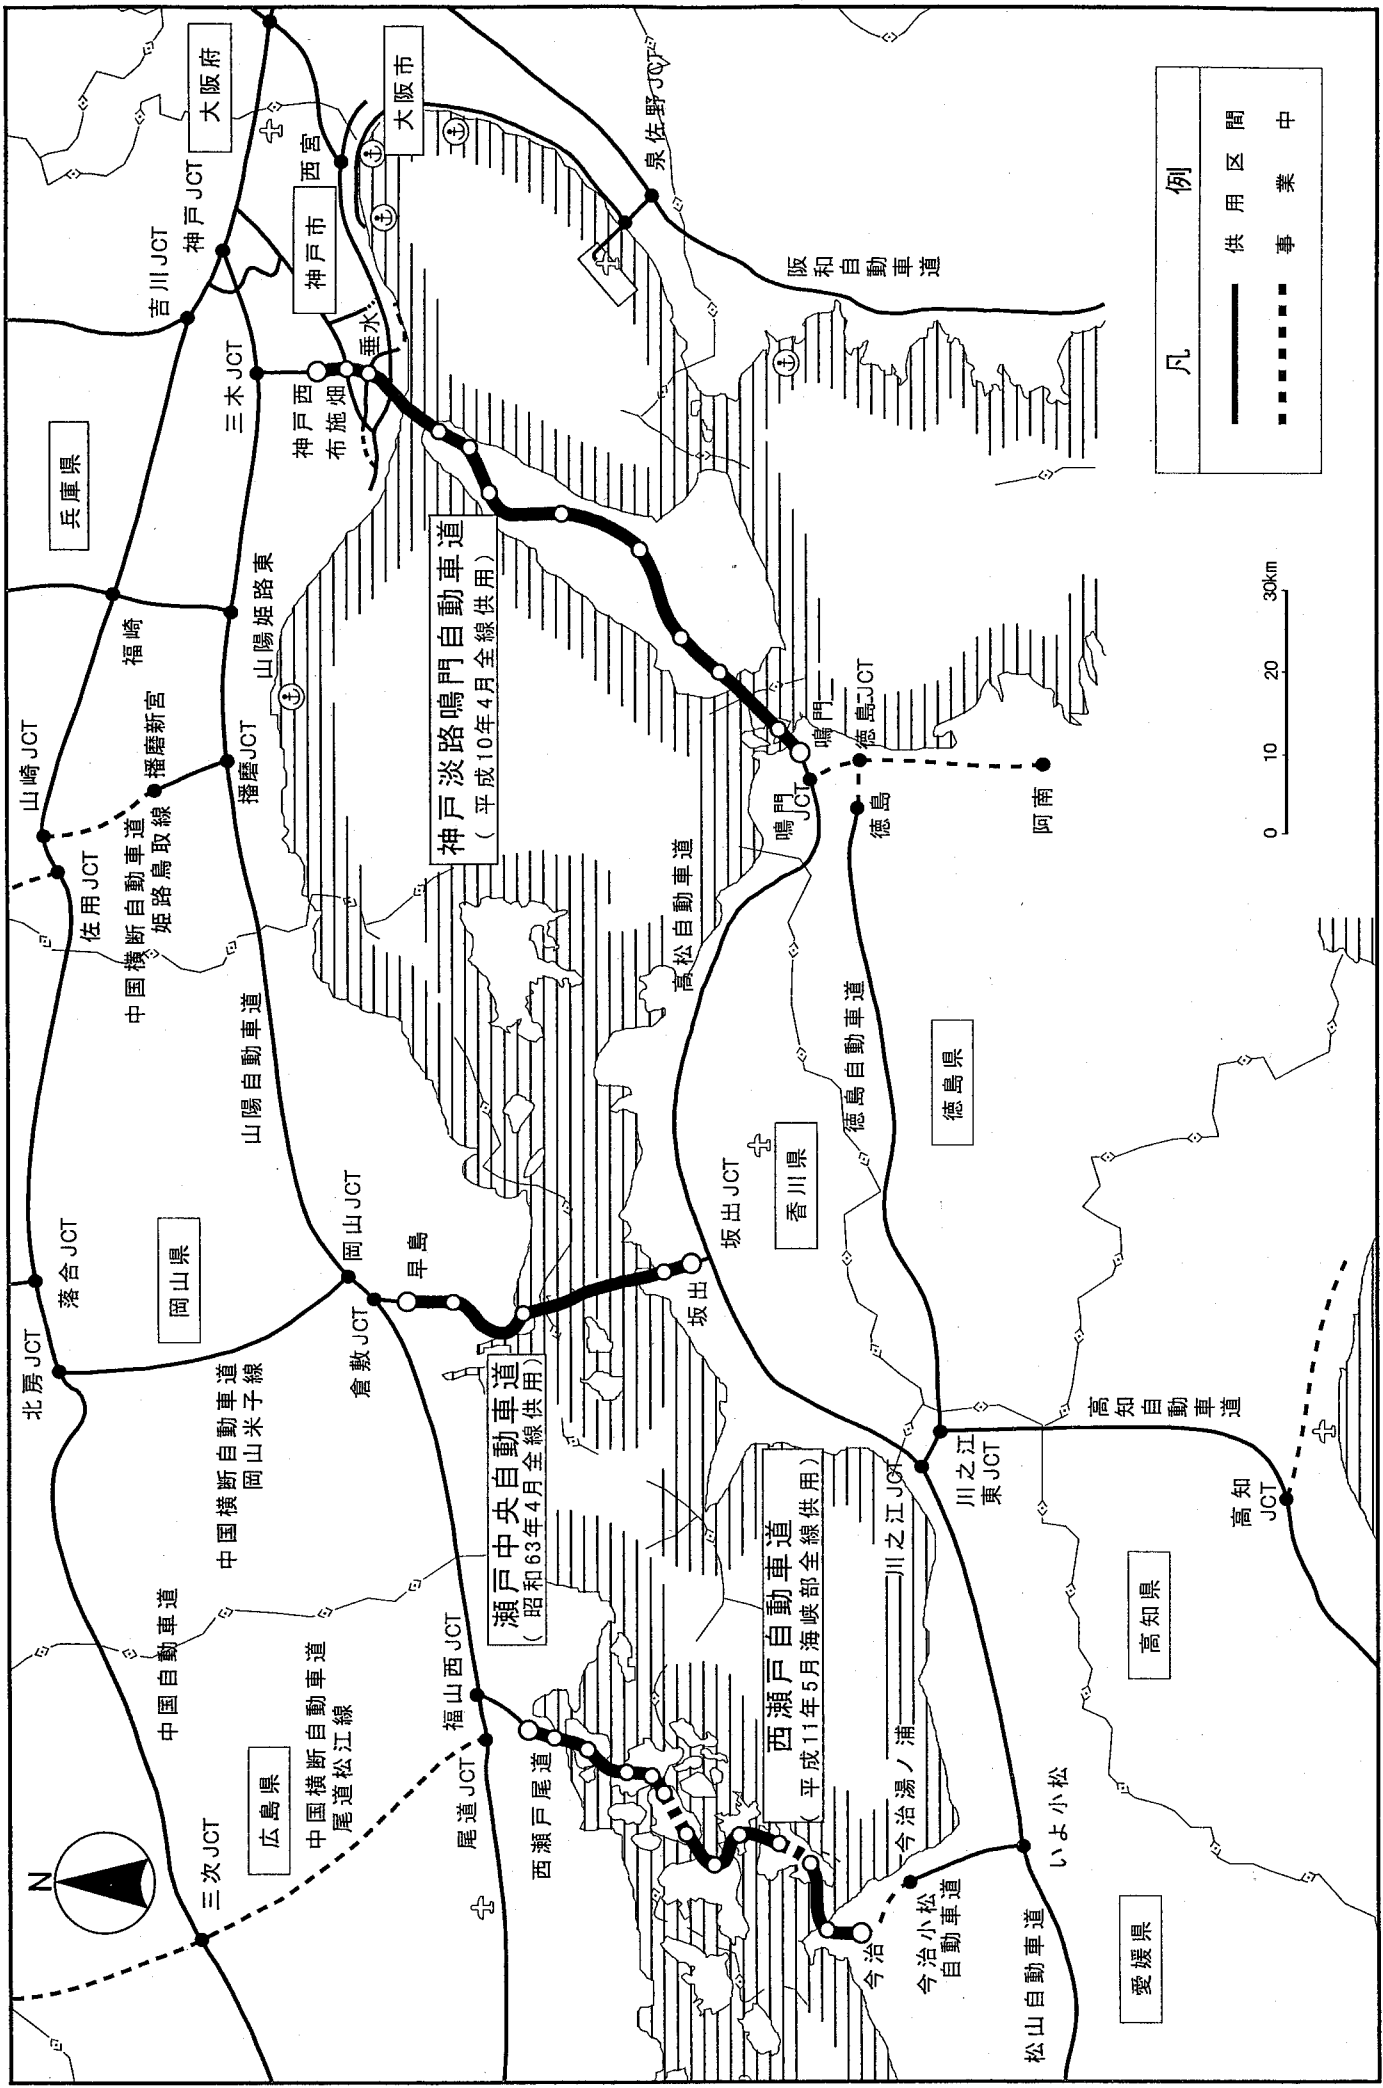 N
三次JCT
広島県
中国横断自動車道
尾道松江線
中国自動車道
尾道JCT
福山西JCT
西瀬戸尾道
北房JCT
落合JCT
岡山県
中国横断自動車道
岡山米子線
倉敷JCT
岡山JCT
早島
山陽自動車道
瀬戸中央自動車道
(昭和63年4月全線供用)
坂出
坂出JCT
佐用JCT
山崎JCT
中国横断自動車道
姫路鳥取線
播磨新宮
播磨JCT
福崎
山陽姫路東
兵庫県
三木JCT
吉川JCT
神戸JCT
大阪府
神戸市
西宮
大阪市
神戸西
布施畑
垂水
神戸淡路鳴門自動車道
(平成10年4月全線供用)
泉佐野JCT
阪和自動車道
高松自動車道
鳴門
鳴門
JCT
徳島JCT
徳島
阿南
香川県
徳島自動車道
徳島県
西瀬戸自動車道
(平成11年5月海峡部全線供用)
今治
今治湯ノ浦
今治小松
自動車道
いよ小松
松山自動車道
愛媛県
川之江JCT
川之江
東JCT
高知自動車道
高知
JCT
高知県
凡例
供用区間
事業中
0 10 20 30km